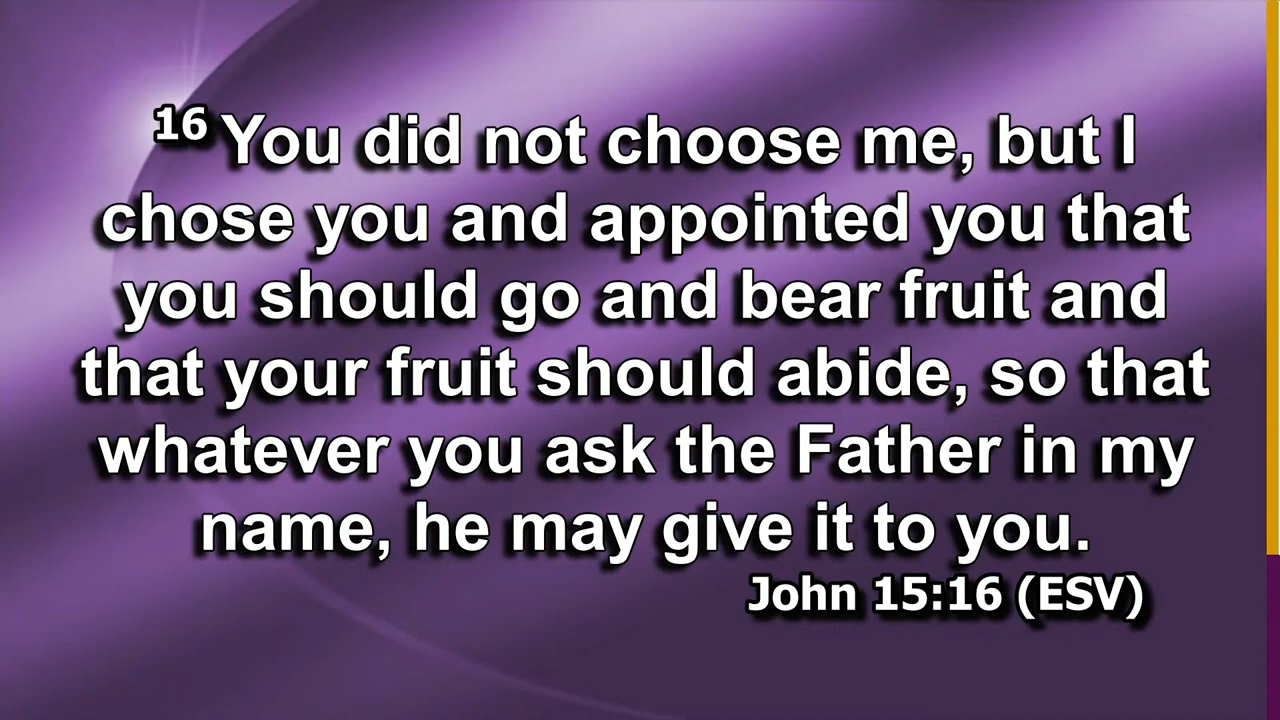 16 You did not choose me, but I
chose you and appointed you that
you should go and bear fruit and
that your fruit should abide, so that
whatever you ask the Father in my
name, he may give it to you.
John 15:16 (ESV)